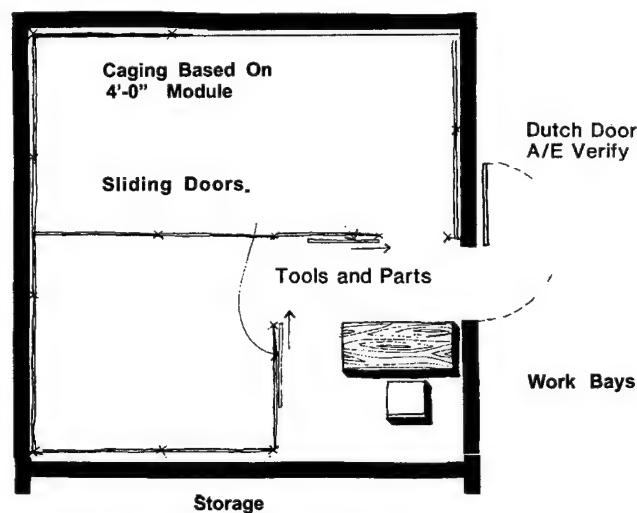 Caging Based On
4'-0" Module
Dutch Door
A/E Verify
Sliding Doors.
Tools and Parts
Work Bays
Storage